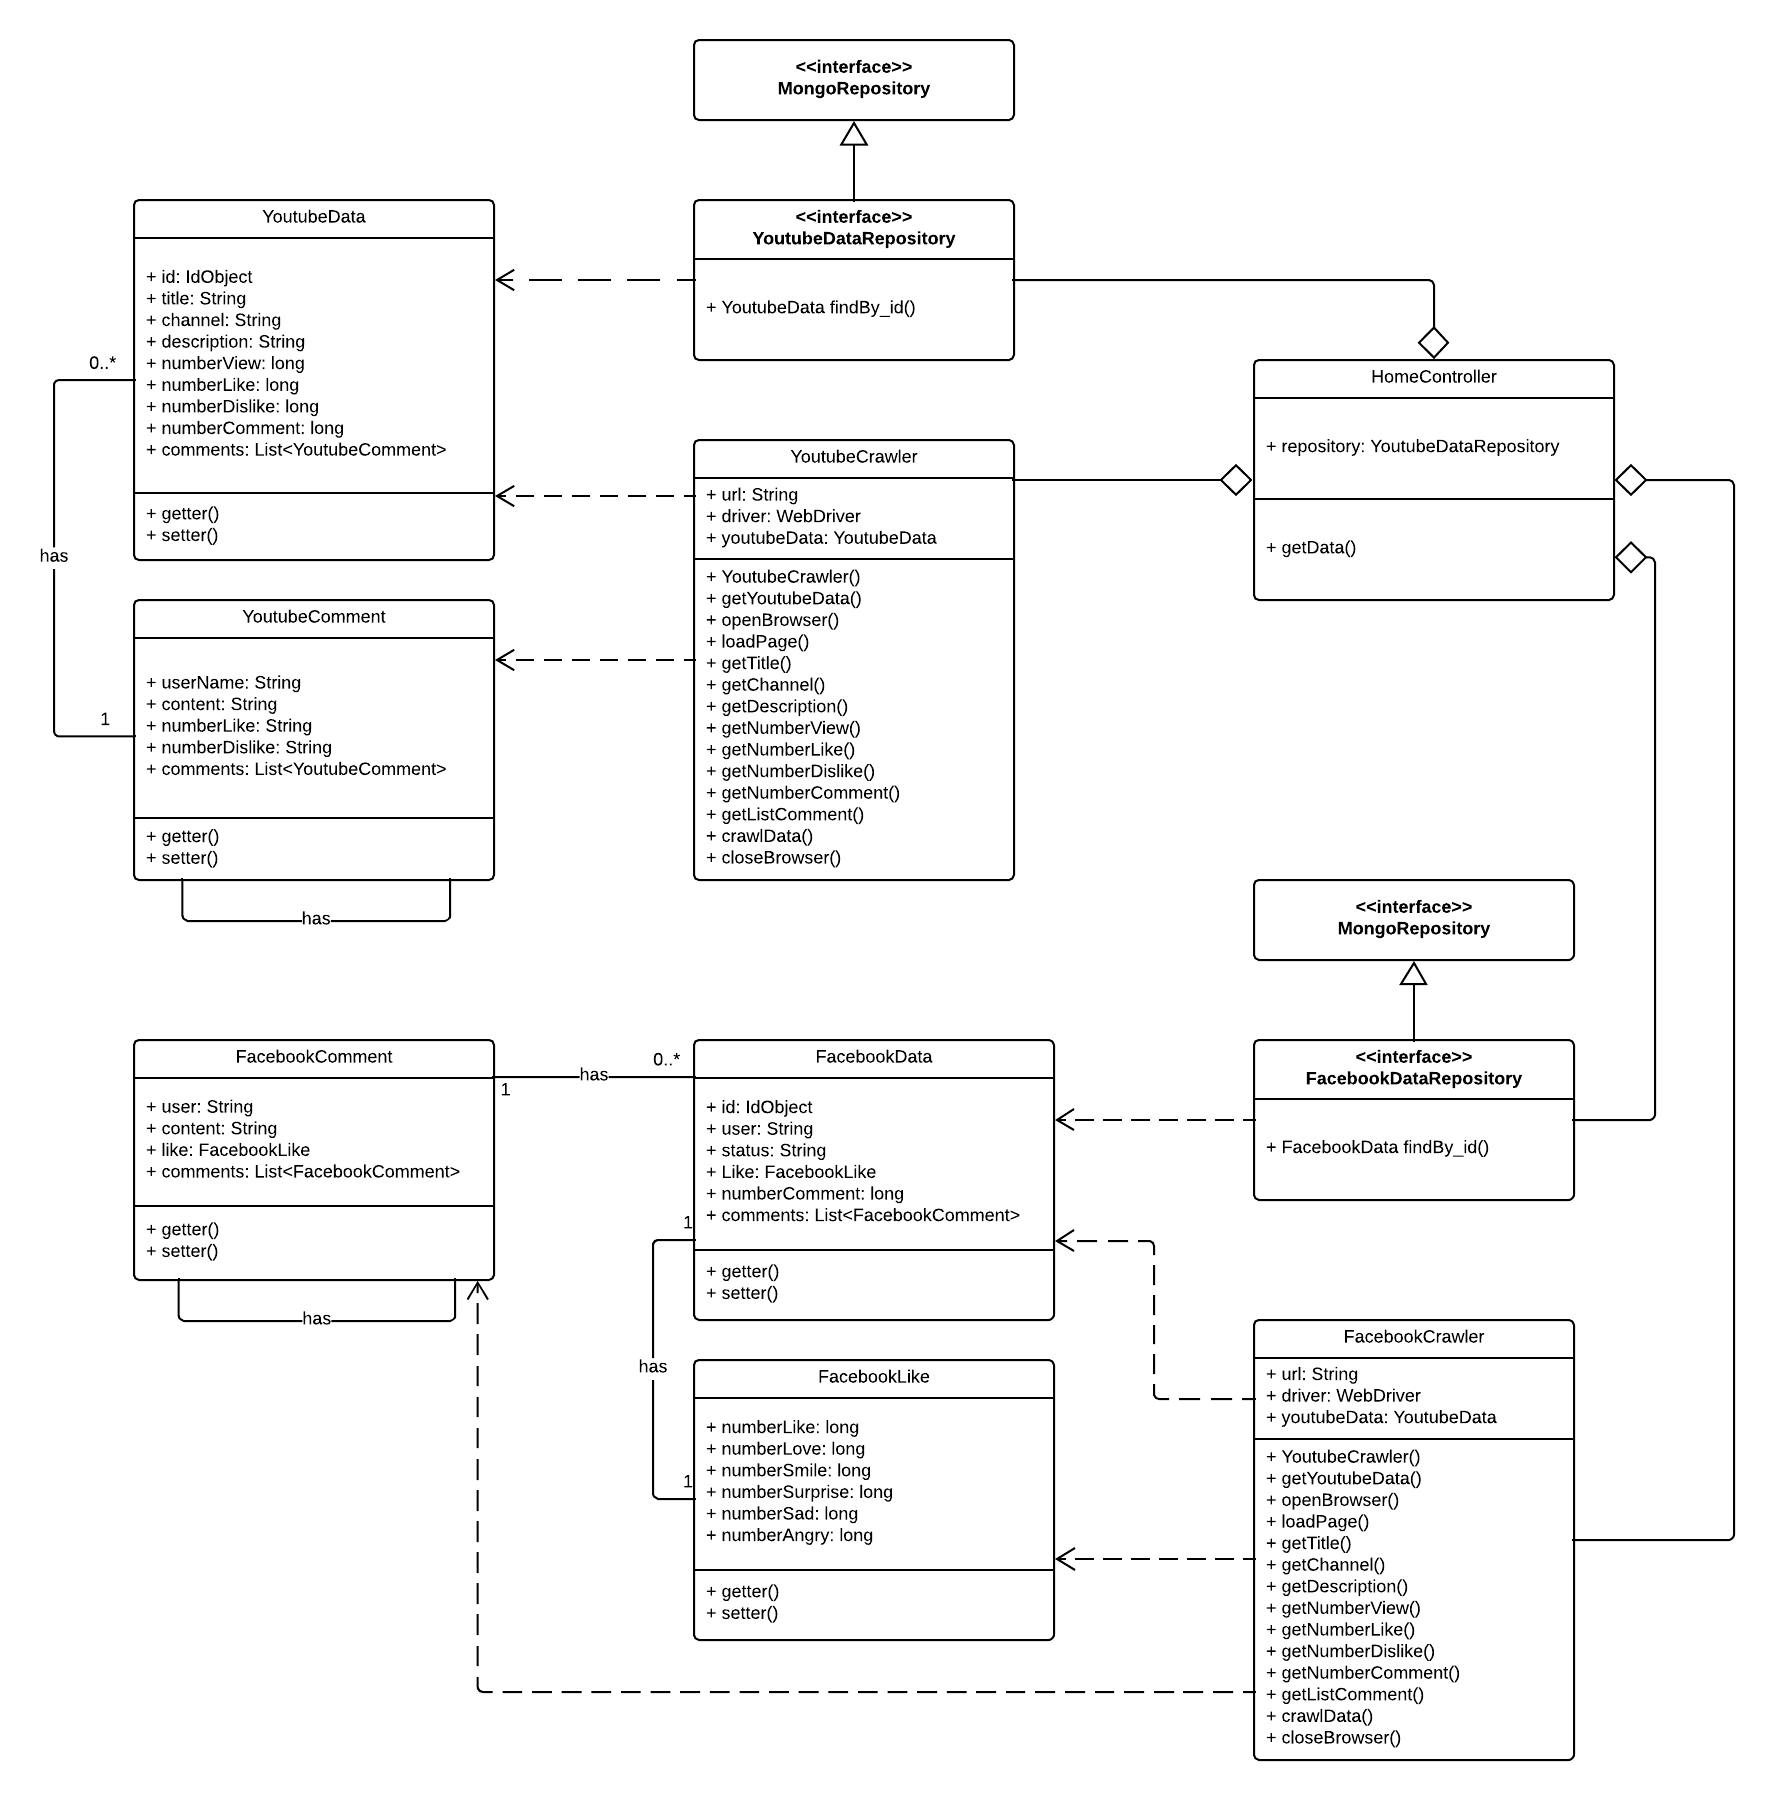 <<interface>>
MongoRepository
YoutubeData
+ id: IdObject
+ title: String
+ channel: String
+ description: String
+ numberView: long
+ numberLike: long
+ numberDislike: long
+ numberComment: long
+ comments: List<YoutubeComment>
+ getter()
+ setter()
<<interface>>
YoutubeDataRepository
+ YoutubeData findBy_id()
0..*
has
1
HomeController
+ repository: YoutubeDataRepository
+ getData()
YoutubeCrawler
+ url: String
+ driver: WebDriver
+ youtubeData: YoutubeData
+ YoutubeCrawler()
+ getYoutubeData()
+ openBrowser()
+ loadPage()
+ getTitle()
+ getChannel()
+ getDescription()
+ getNumberView()
+ getNumberLike()
+ getNumberDislike()
+ getNumberComment()
+ getListComment()
+ crawlData()
+ closeBrowser()
YoutubeComment
+ userName: String
+ content: String
+ numberLike: String
+ numberDislike: String
+ comments: List<YoutubeComment>
+ getter()
+ setter()
has
<<interface>>
MongoRepository
FacebookComment
+ user: String
+ content: String
+ like: FacebookLike
+ comments: List<FacebookComment>
+ getter()
+ setter()
has
1
has
0..*
FacebookData
+ id: IdObject
+ user: String
+ status: String
+ Like: FacebookLike
+ numberComment: long
+ comments: List<FacebookComment>
+ getter()
+ setter()
<<interface>>
FacebookDataRepository
+ FacebookData findBy_id()
1
has
1
FacebookLike
+ numberLike: long
+ numberLove: long
+ numberSmile: long
+ numberSurprise: long
+ numberSad: long
+ numberAngry: long
+ getter()
+ setter()
FacebookCrawler
+ url: String
+ driver: WebDriver
+ youtubeData: YoutubeData
+ YoutubeCrawler()
+ getYoutubeData()
+ openBrowser()
+ loadPage()
+ getTitle()
+ getChannel()
+ getDescription()
+ getNumberView()
+ getNumberLike()
+ getNumberDislike()
+ getNumberComment()
+ getListComment()
+ crawlData()
+ closeBrowser()